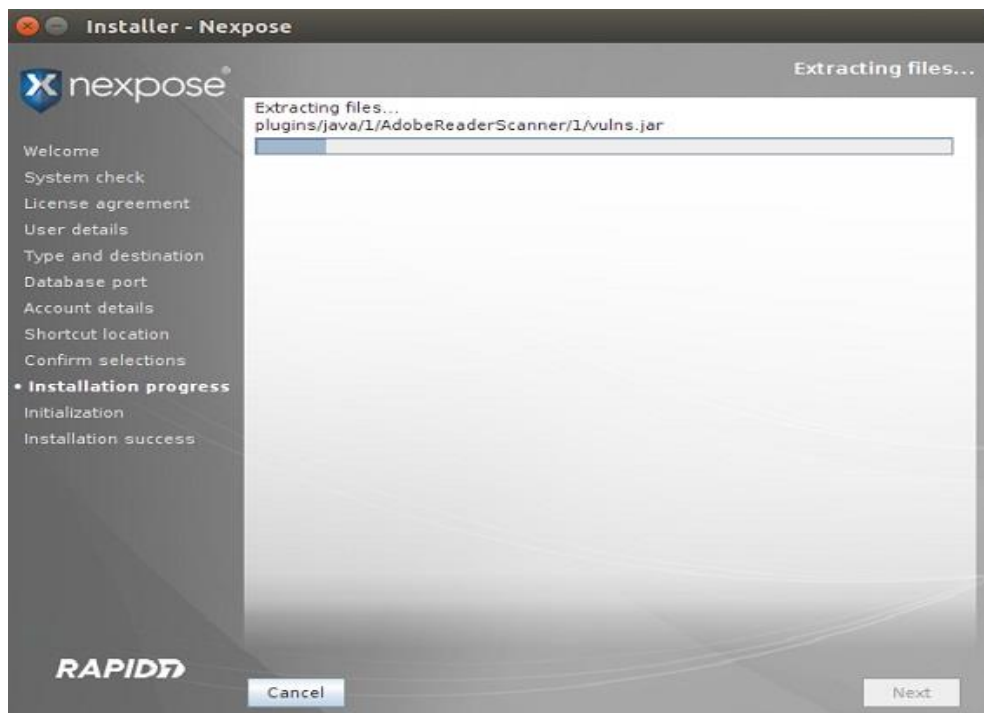 Installer - Nexpose
nexpose®
Extracting files...
Extracting files...
plugins/java/1/AdobeReaderScanner/1/vulns.jar
Welcome
System check
License agreement
User details
Type and destination
Database port
Account details
Shortcut location
Confirm selections
• Installation progress
Initialization
Installation success
RAPID7
Cancel
Next